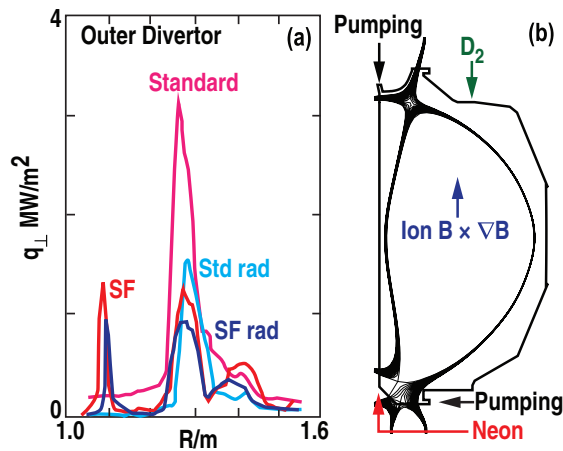 4
Outer Divertor
(a)
Standard
q⊥ MW/m²
SF
Std rad
SF rad
0
1.0
R/m
1.6
Pumping
(b)
D₂
Ion B × ∇B
Pumping
Neon